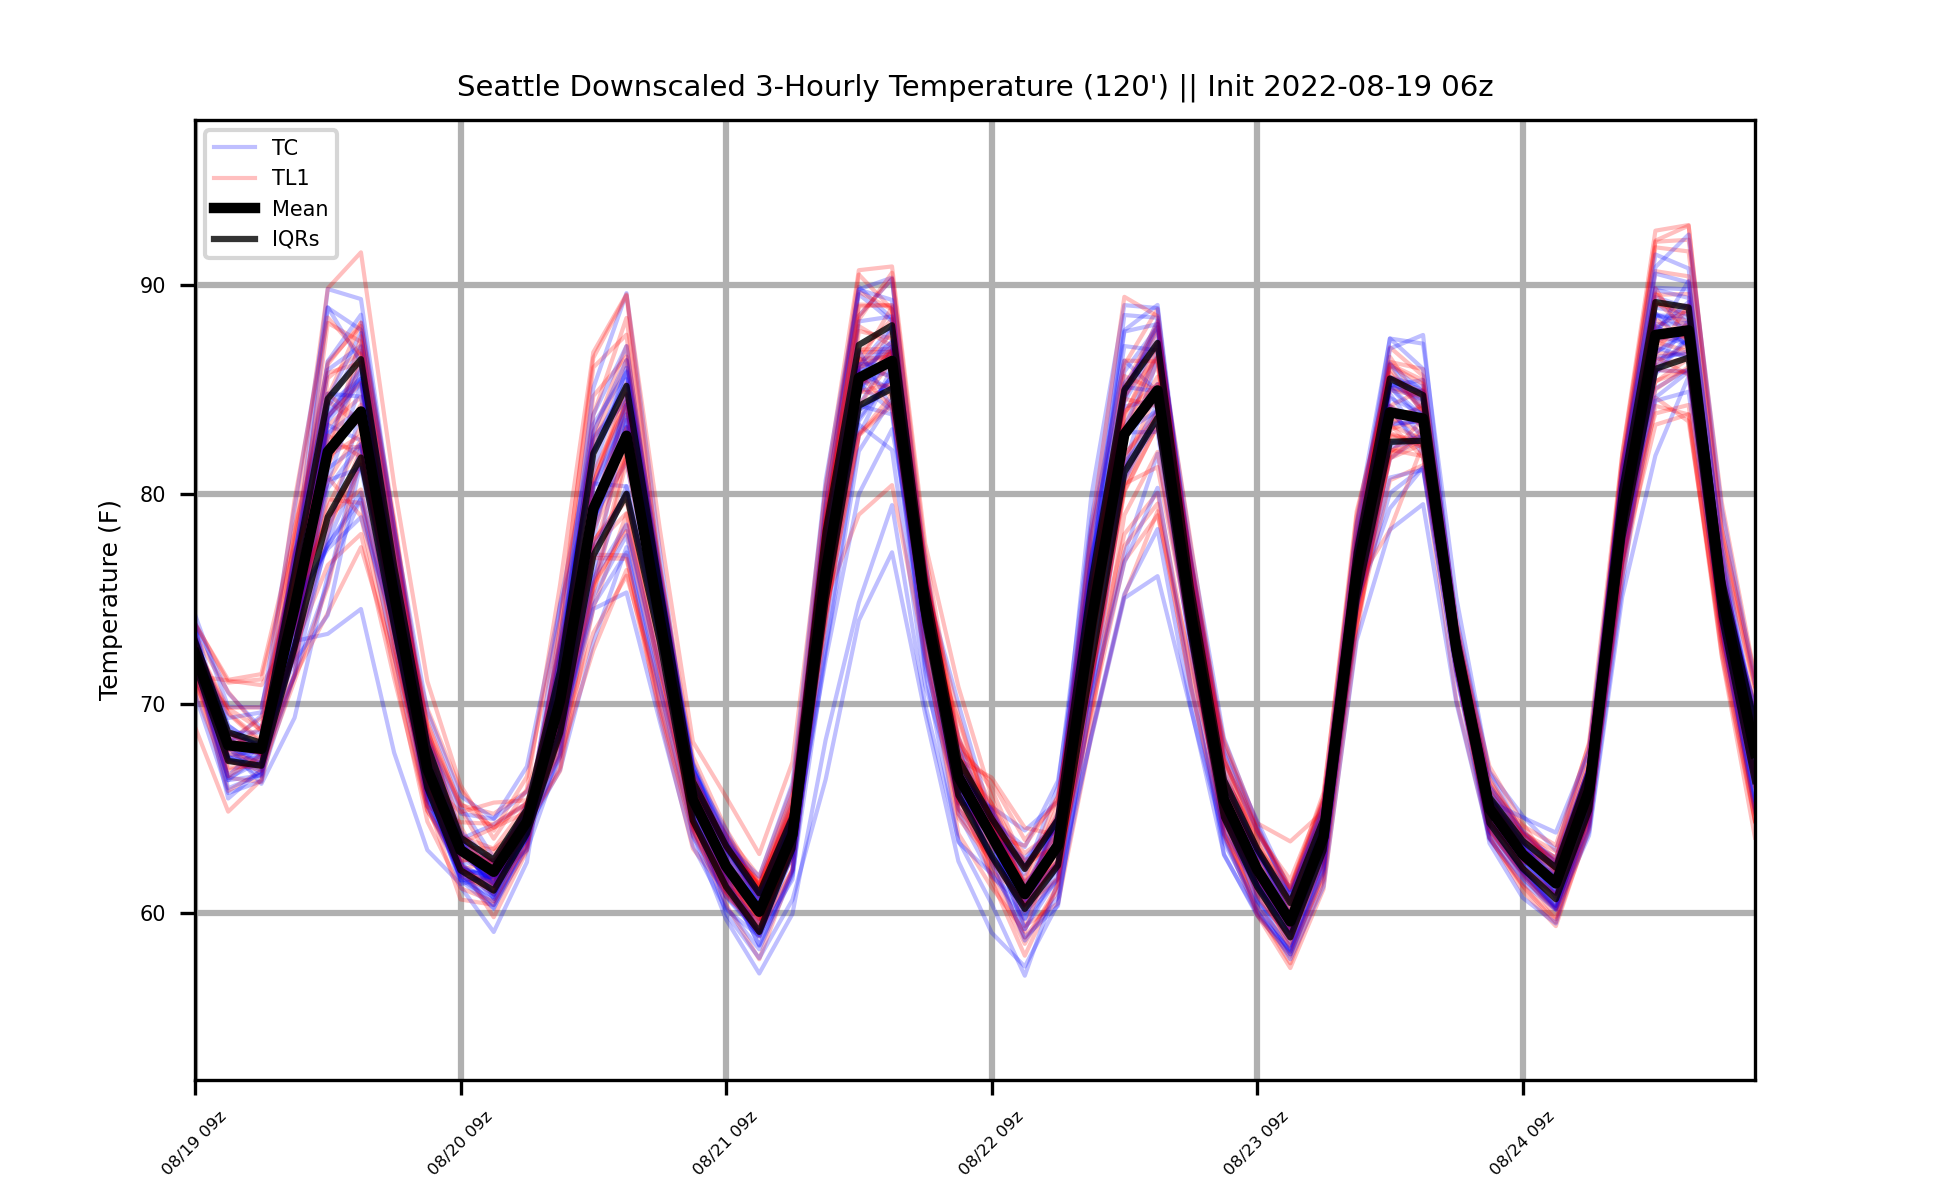 Seattle Downscaled 3-Hourly Temperature (120') || Init 2022-08-19 06z
TC
TL1
Mean
IQRs
Temperature (F)
90
80
70
60
08/19 09z
08/20 09z
08/21 09z
08/22 09z
08/23 09z
08/24 09z